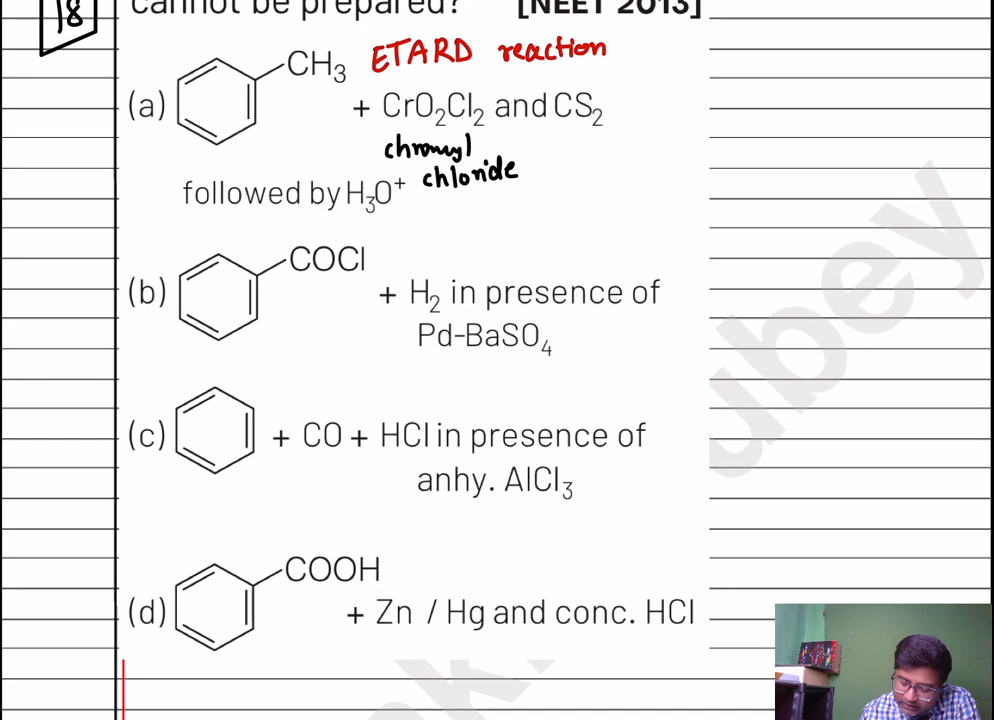 18 cannot be prepared? [NEET 2013]
CH3 ETARD reaction
(a) + CrO2Cl2 and CS2
chromyl
chloride
followed by H3O+
COCl
(b) + H2 in presence of
Pd-BaSO4
(c) + CO + HCl in presence of
anhy. AlCl3
COOH
(d) + Zn / Hg and conc. HCl
ubey
k.